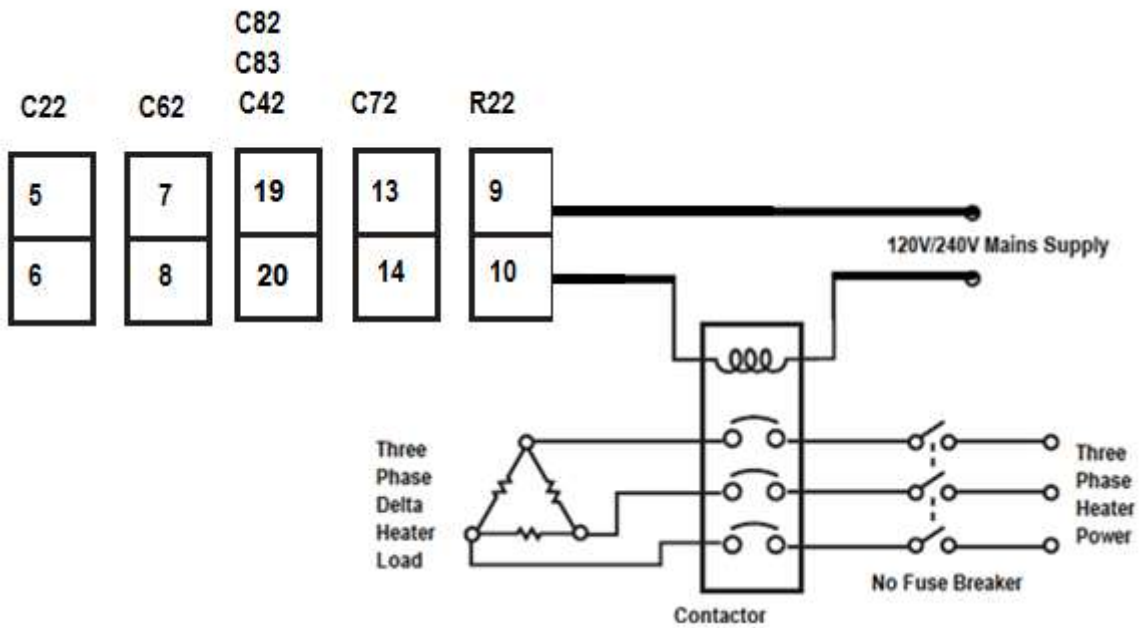 C82
C83
C22 C62 C42 C72 R22
5 7 19 13 9
120V/240V Mains Supply
6 8 20 14 10
Three
Phase
Delta
Heater
Load
Three
Phase
Heater
Power
No Fuse Breaker
Contactor